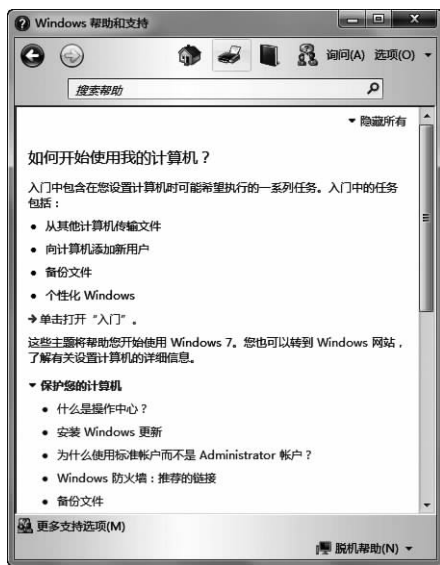 Windows 帮助和支持
询问(A) 选项(O)
搜索帮助
隐藏所有
如何开始使用我的计算机？
入门中包含在您设置计算机时可能希望执行的一系列任务。入门中的任务
包括：
• 从其他计算机传输文件
• 向计算机添加新用户
• 备份文件
• 个性化 Windows
→单击打开“入门”。
这些主题将帮助您开始使用 Windows 7。您也可以转到 Windows 网站，
了解有关设置计算机的详细信息。
保护您的计算机
• 什么是操作中心？
• 安装 Windows 更新
• 为什么使用标准帐户而不是 Administrator 帐户？
• Windows 防火墙：推荐的链接
• 备份文件
更多支持选项(M)
脱机帮助(N)